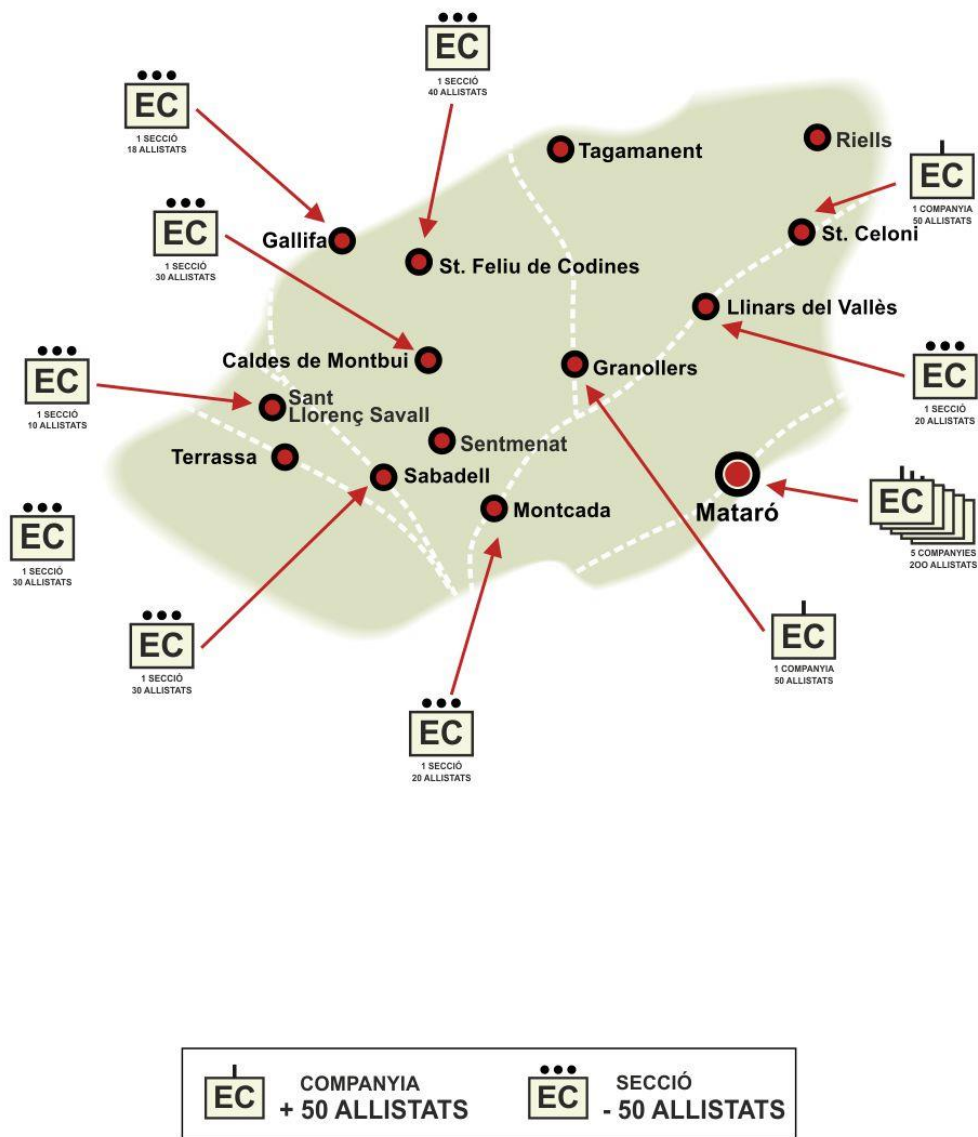 EC
1 SECCIÓ
40 ALLISTATS
EC
1 SECCIÓ
18 ALLISTATS
Tagamanent
Riells
EC
1 COMPANYIA
50 ALLISTATS
EC
1 SECCIÓ
30 ALLISTATS
Gallifa
St. Feliu de Codines
St. Celoni
Llinars del Vallès
Caldes de Montbui
Granollers
EC
1 SECCIÓ
10 ALLISTATS
EC
1 SECCIÓ
20 ALLISTATS
Sant
Llorenç Savall
Sentmenat
Terrassa
Sabadell
Montcada
Mataró
EC
5 COMPANYIES
2OO ALLISTATS
EC
1 SECCIÓ
30 ALLISTATS
EC
1 SECCIÓ
30 ALLISTATS
EC
1 COMPANYIA
50 ALLISTATS
EC
1 SECCIÓ
20 ALLISTATS
EC
COMPANYIA
+ 50 ALLISTATS
EC
SECCIÓ
- 50 ALLISTATS